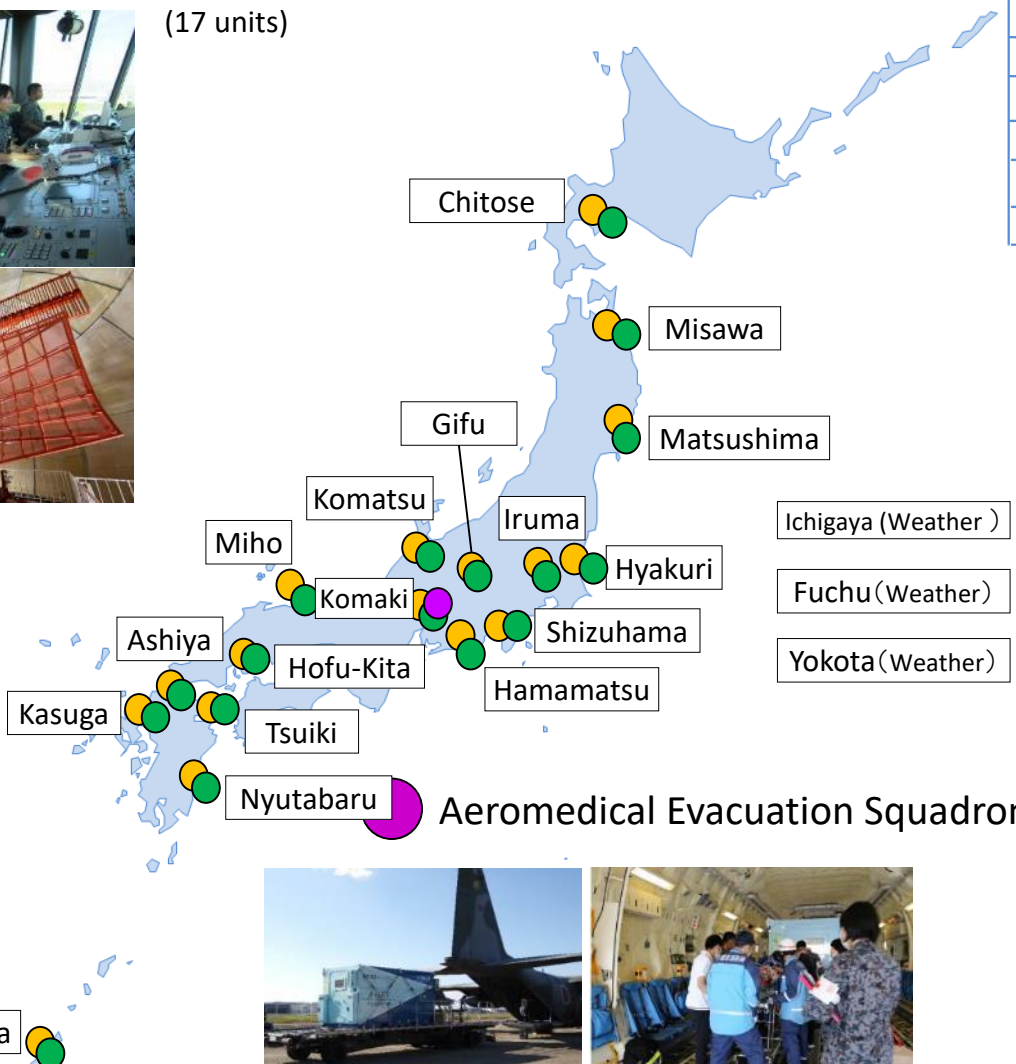 (17 units)
Chitose
Misawa
Gifu
Matsushima
Komatsu
Iruma
Ichigaya (Weather )
Miho
Hyakuri
Komaki
Fuchu(Weather)
Ashiya
Shizuhama
Hofu-Kita
Yokota(Weather)
Hamamatsu
Kasuga
Tsuiki
Nyutabaru
Aeromedical Evacuation Squadron
a